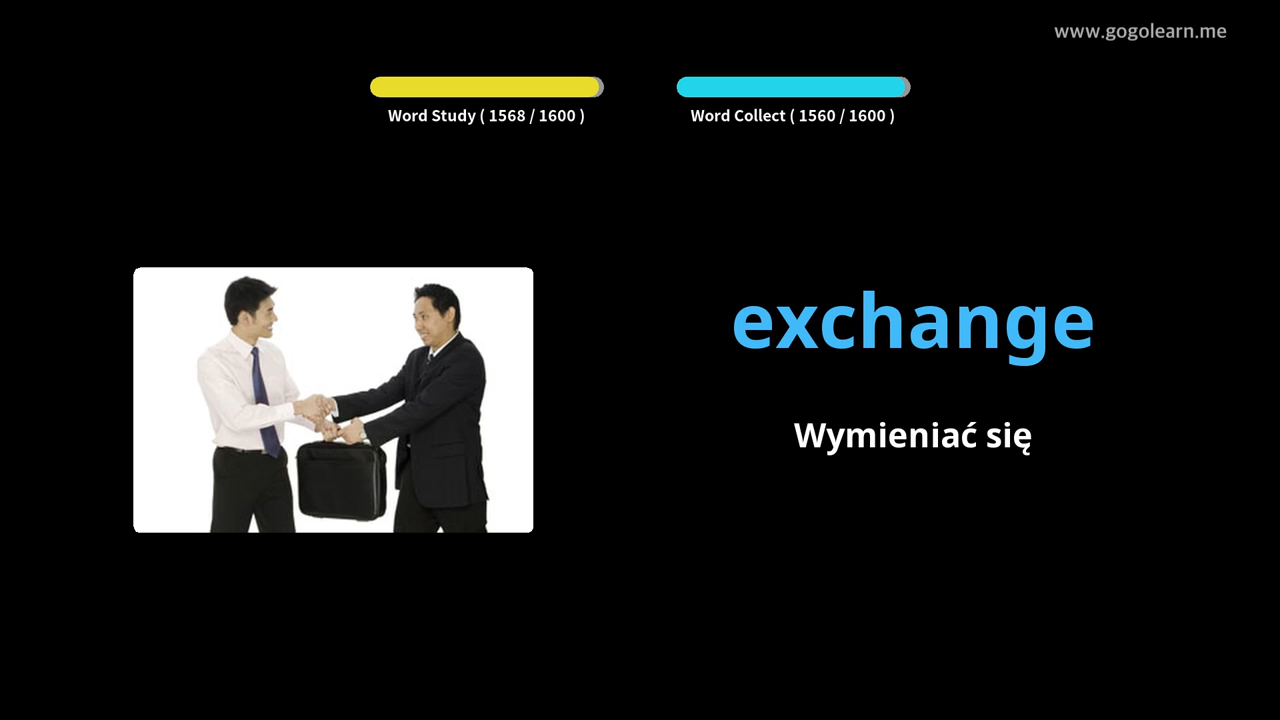 www.gogolearn.me
Word Study ( 1568 / 1600 )
Word Collect ( 1560 / 1600 )
exchange
Wymieniać się